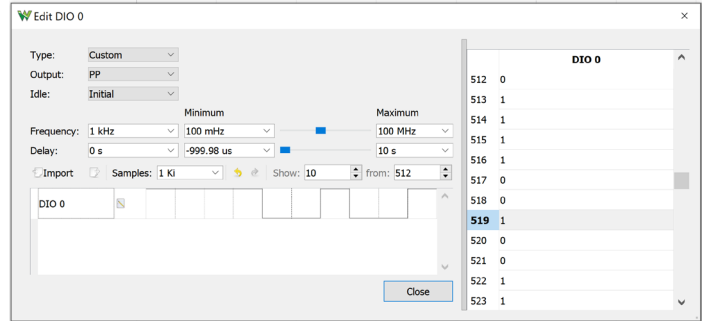 Edit DIO 0
Type: Custom
Output: PP
Idle: Initial
Minimum Maximum
Frequency: 1 kHz 100 mHz 100 MHz
Delay: 0 s -999.98 us 10 s
Import Samples: 1 Ki Show: 10 from: 512
DIO 0
Close
DIO 0
512 0
513 1
514 1
515 1
516 1
517 0
518 0
519 1
520 0
521 0
522 1
523 1